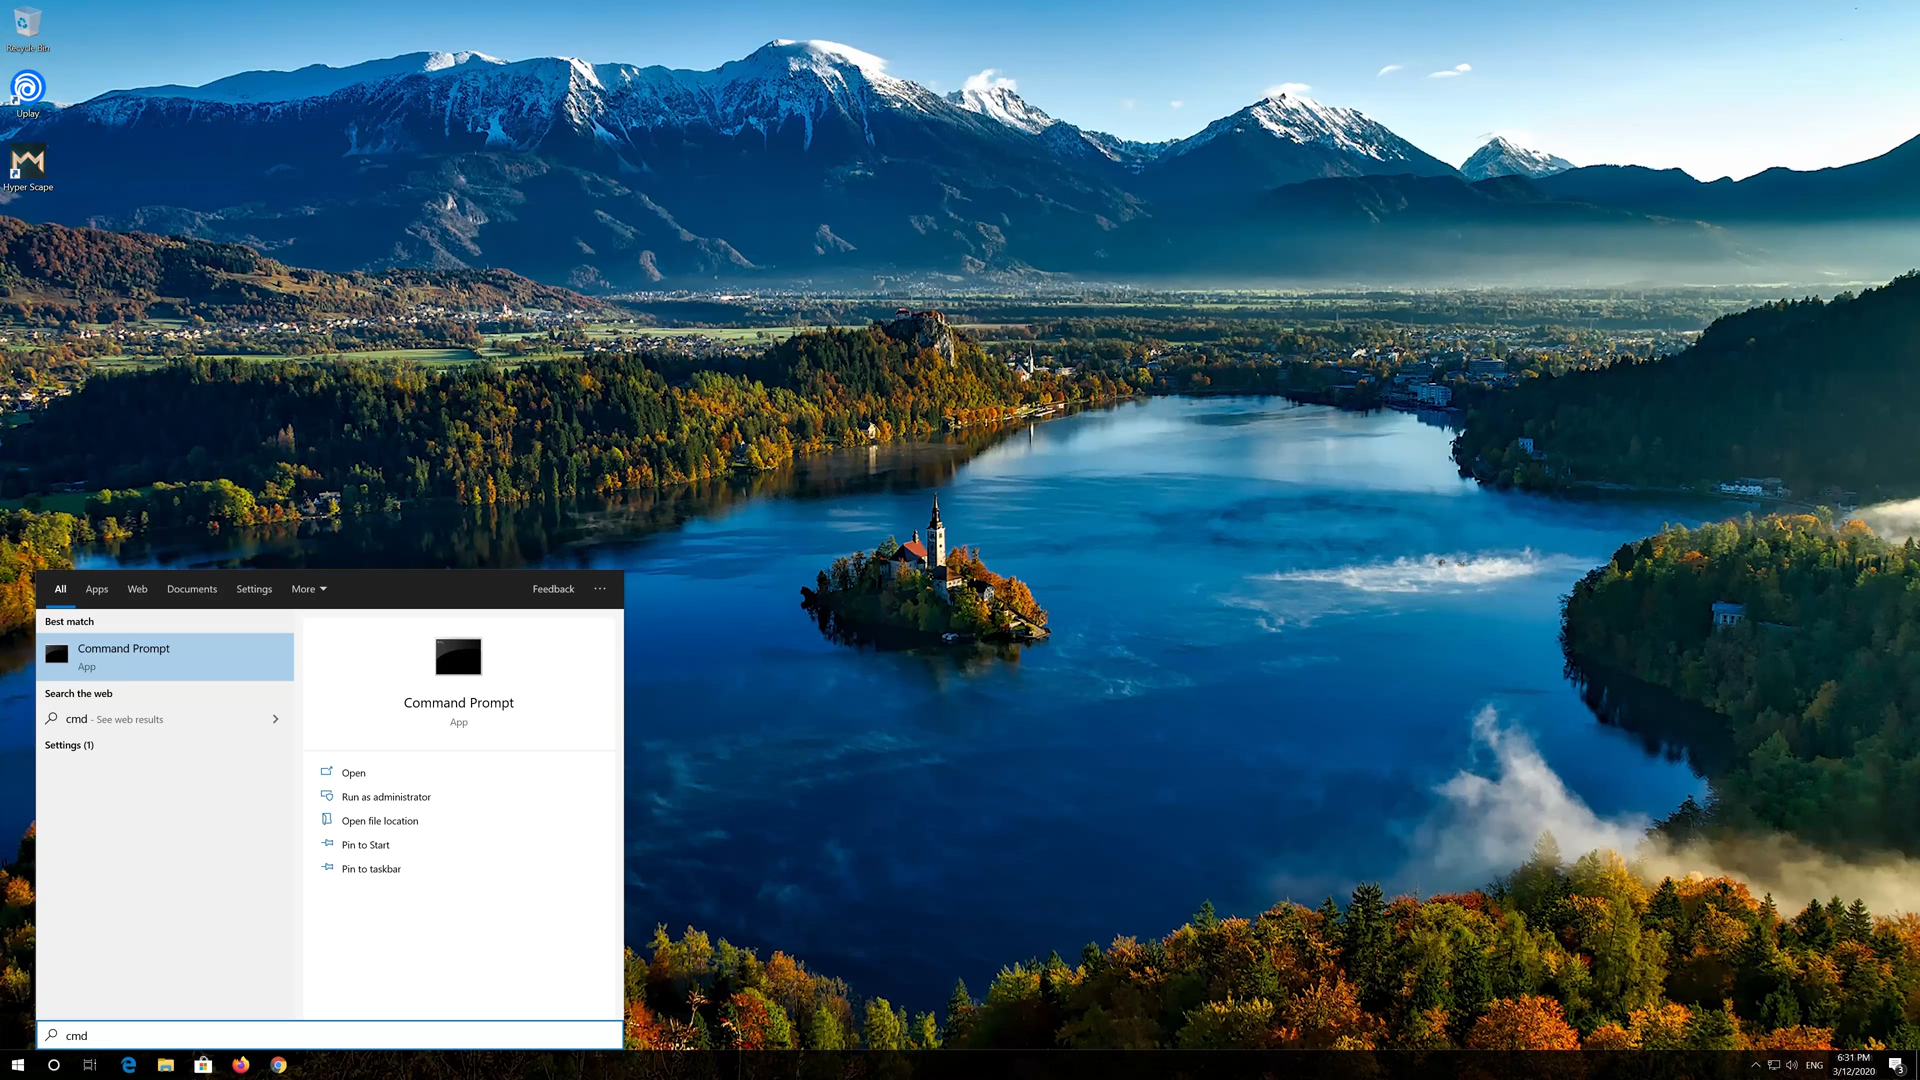 Recycle Bin
Uplay
Hyper Scape
All Apps Web Documents Settings More Feedback ...
Best match
Command Prompt
App
Search the web
cmd - See web results
Settings (1)
Command Prompt
App
Open
Run as administrator
Open file location
Pin to Start
Pin to taskbar
cmd
ENG
6:31 PM
3/12/2020
3